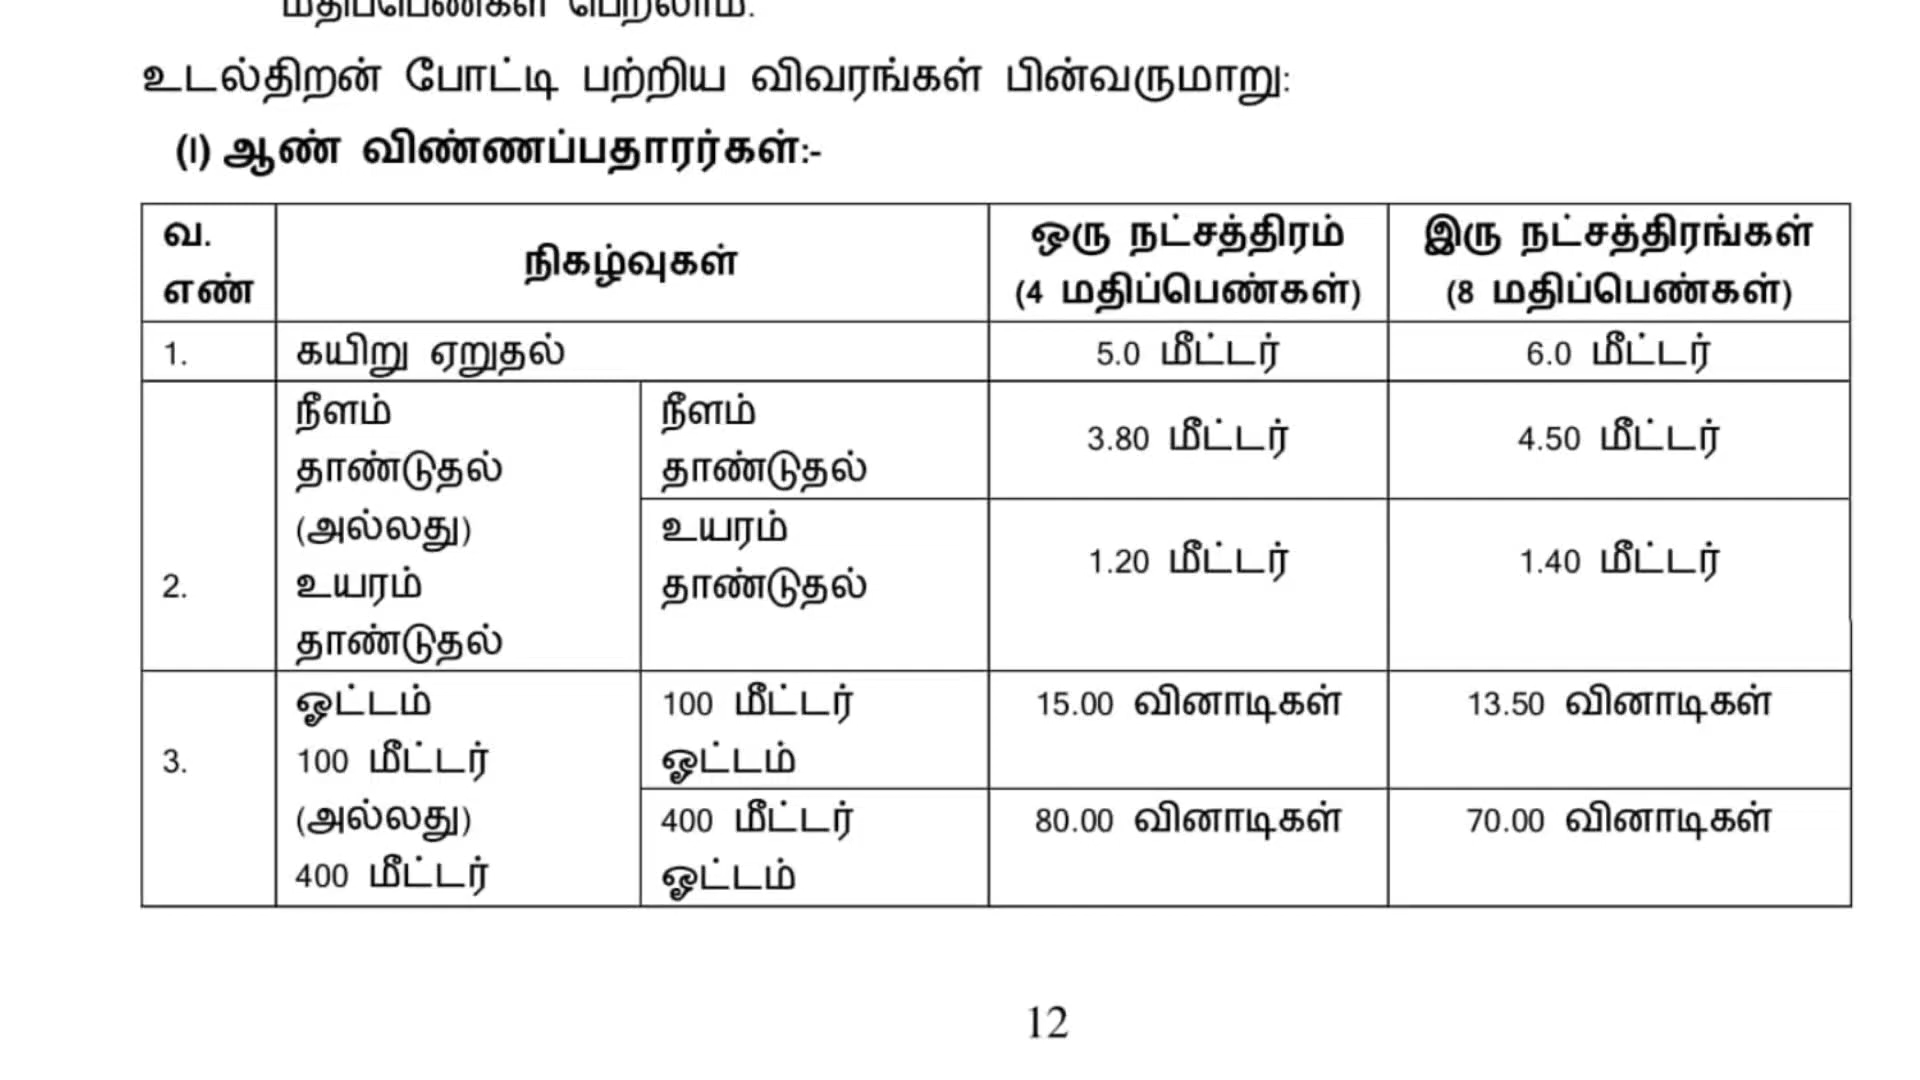 மதிப்பெண்கள் பெறலாம்.
உடல்திறன் போட்டி பற்றிய விவரங்கள் பின்வருமாறு:
(I) ஆண் விண்ணப்பதாரர்கள்:-
வ. எண்
நிகழ்வுகள்
ஒரு நட்சத்திரம்
(4 மதிப்பெண்கள்)
இரு நட்சத்திரங்கள்
(8 மதிப்பெண்கள்)
1.
கயிறு ஏறுதல்
5.0 மீட்டர்
6.0 மீட்டர்
2.
நீளம்
தாண்டுதல்
(அல்லது)
உயரம்
தாண்டுதல்
நீளம்
தாண்டுதல்
3.80 மீட்டர்
4.50 மீட்டர்
உயரம்
தாண்டுதல்
1.20 மீட்டர்
1.40 மீட்டர்
3.
ஓட்டம்
100 மீட்டர்
(அல்லது)
400 மீட்டர்
100 மீட்டர்
ஓட்டம்
15.00 வினாடிகள்
13.50 வினாடிகள்
400 மீட்டர்
ஓட்டம்
80.00 வினாடிகள்
70.00 வினாடிகள்
12